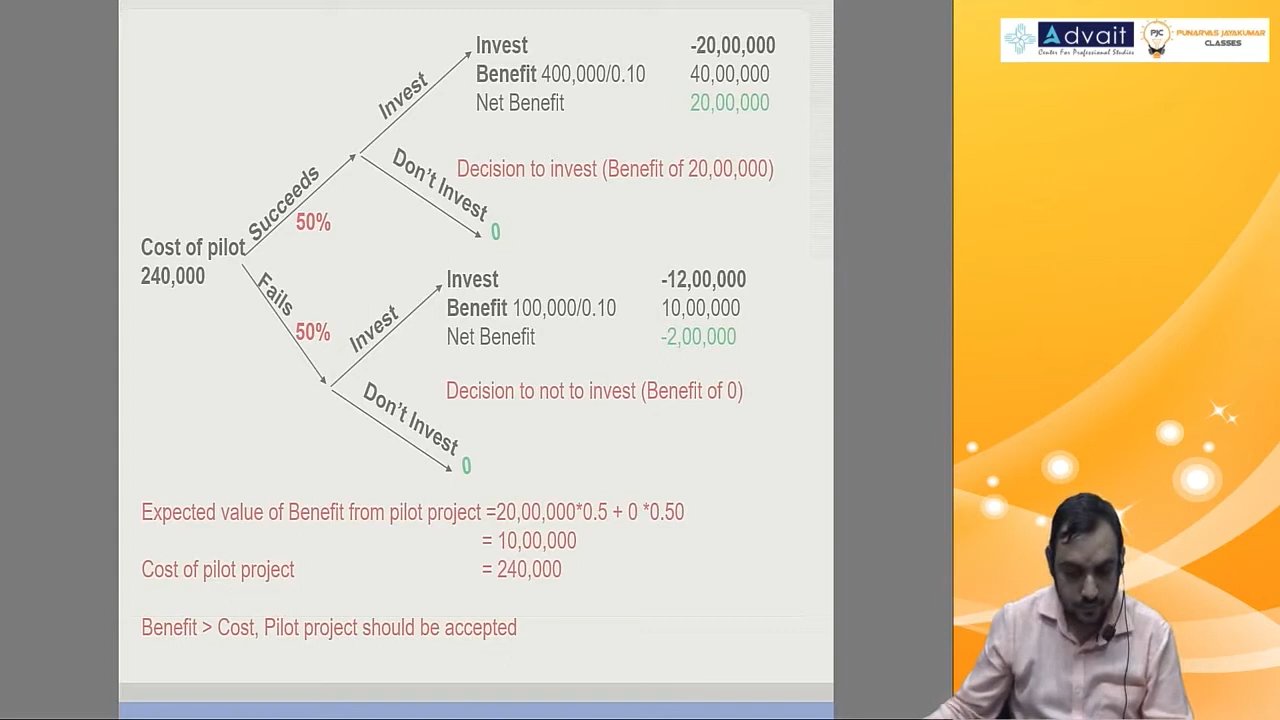 Invest -20,00,000
Benefit 400,000/0.10 40,00,000
Net Benefit 20,00,000
Invest
Don't Invest
Decision to invest (Benefit of 20,00,000)
Succeeds
50%
0
Cost of pilot
240,000
Fails
50%
Invest -12,00,000
Benefit 100,000/0.10 10,00,000
Net Benefit -2,00,000
Invest
Decision to not to invest (Benefit of 0)
Don't Invest
0
Expected value of Benefit from pilot project =20,00,000*0.5 + 0 *0.50
= 10,00,000
Cost of pilot project = 240,000
Benefit > Cost, Pilot project should be accepted
Advait
Center For Professional Studies
PJC
PUNARVAS JAYAKUMAR
CLASSES